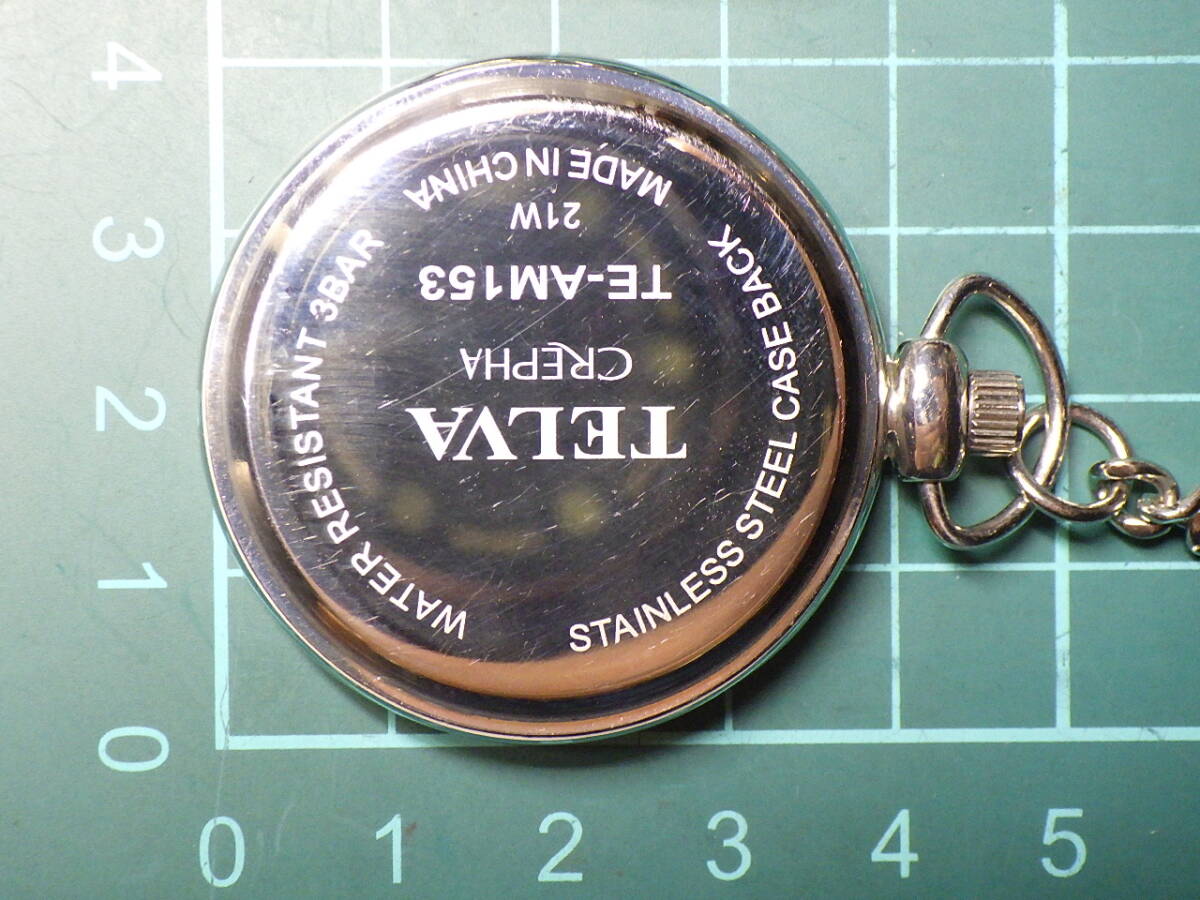 TELVA
CREPHA
TE-AM153
21W
MADE IN CHINA
WATER RESISTANT 3BAR
STAINLESS STEEL CASE BACK
4
3
2
1
0
0 1 2 3 4 5